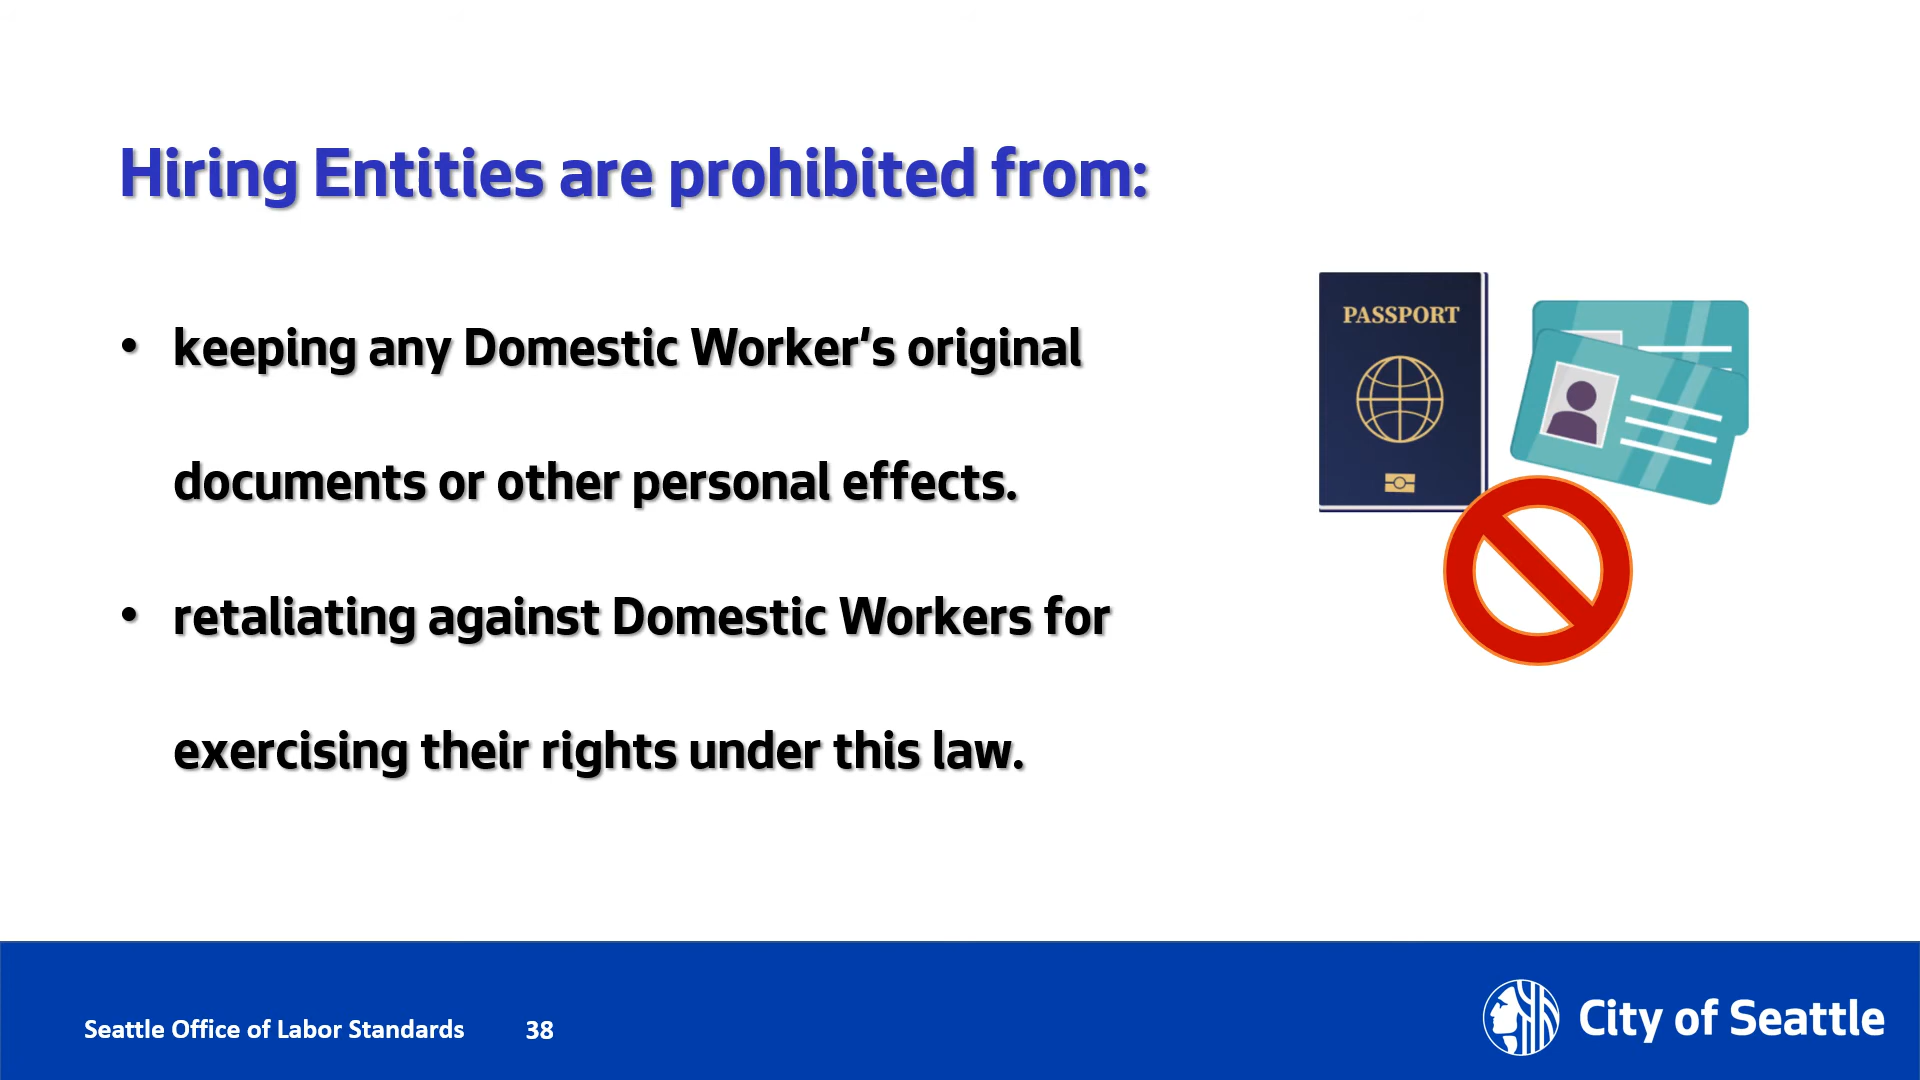 Hiring Entities are prohibited from:
• keeping any Domestic Worker's original
documents or other personal effects.
• retaliating against Domestic Workers for
exercising their rights under this law.
PASSPORT
Seattle Office of Labor Standards 38
City of Seattle